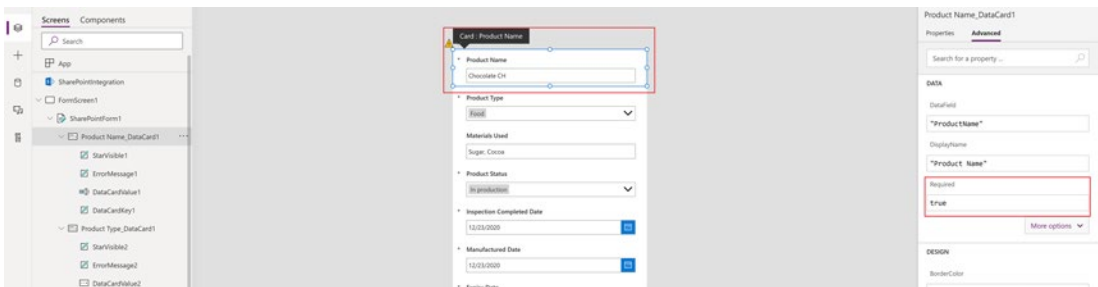 Screens Components
Search
App
SharePointIntegration
FormScreen1
SharePointForm1
Product Name_DataCard1 ...
StarVisible1
ErrorMessage1
DataCardValue1
DataCardKey1
Product Type_DataCard1
StarVisible2
ErrorMessage2
DataCardValue2
Card : Product Name
* Product Name
Chocolate CH
* Product Type
Food
Materials Used
Sugar, Cocoa
* Product Status
In production
* Inspection Completed Date
12/23/2020
* Manufactured Date
12/23/2020
Product Name_DataCard1
Properties Advanced
Search for a property ...
DATA
DataField
"ProductName"
DisplayName
"Product Name"
Required
true
More options
DESIGN
BorderColor